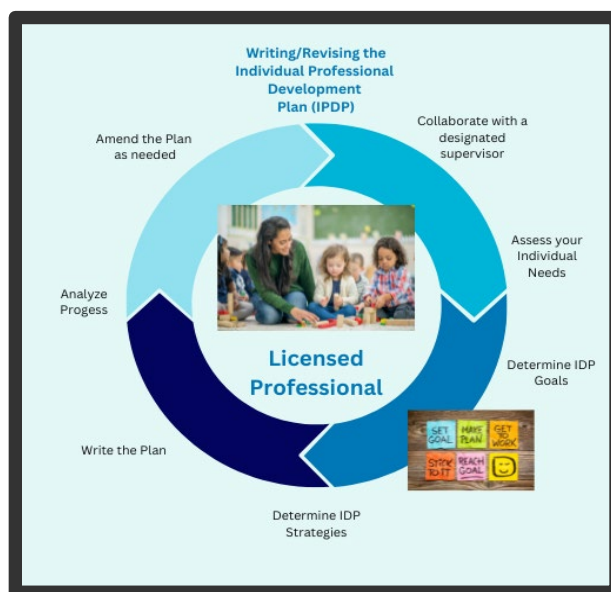 Writing/Revising the
Individual Professional
Development
Plan (IPDP)
Collaborate with a
designated
supervisor
Assess your
Individual
Needs
Determine IDP
Goals
Determine IDP
Strategies
Write the Plan
Analyze
Progess
Amend the Plan
as needed
Licensed
Professional
SET
GOAL
MAKE
PLAN
GET
TO
WORK
STICK
TO IT
REACH
GOAL